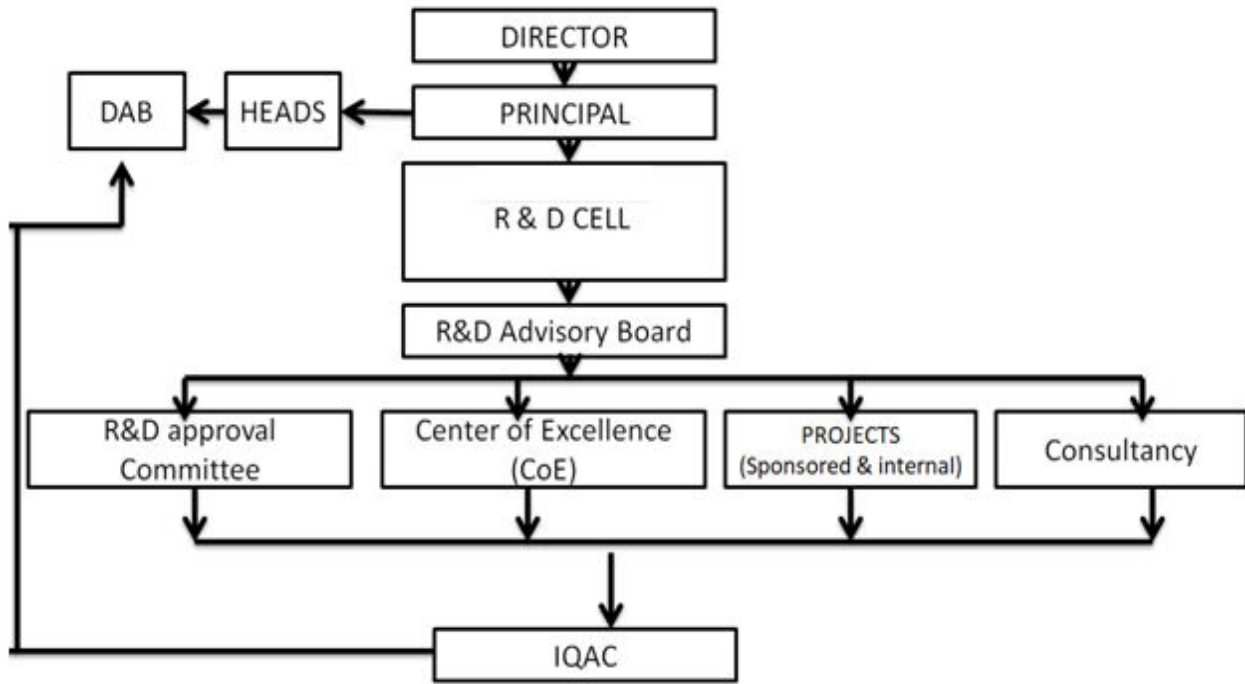 DIRECTOR
DAB
HEADS
PRINCIPAL
R & D CELL
R&D Advisory Board
R&D approval
Committee
Center of Excellence
(CoE)
PROJECTS
(Sponsored & internal)
Consultancy
IQAC